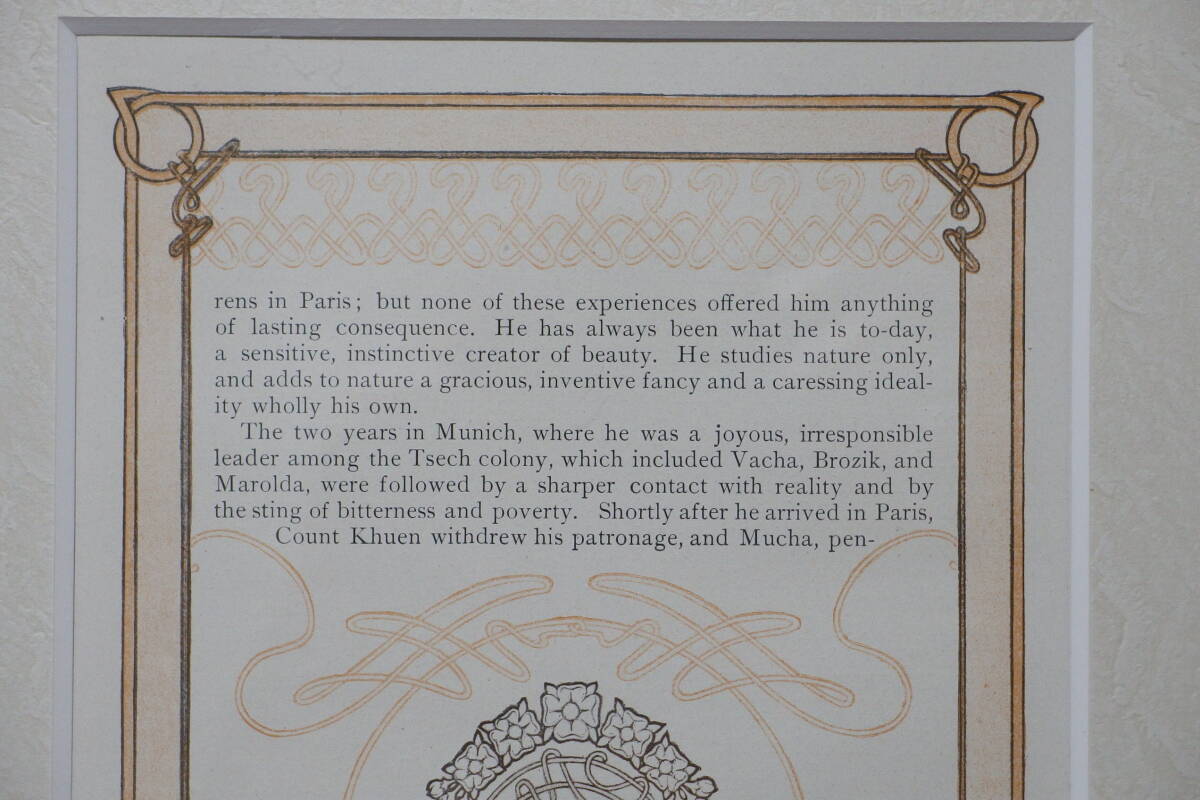 rens in Paris; but none of these experiences offered him anything
of lasting consequence. He has always been what he is to-day,
a sensitive, instinctive creator of beauty. He studies nature only,
and adds to nature a gracious, inventive fancy and a caressing ideal-
ity wholly his own.
The two years in Munich, where he was a joyous, irresponsible
leader among the Tsech colony, which included Vacha, Brozik, and
Marolda, were followed by a sharper contact with reality and by
the sting of bitterness and poverty. Shortly after he arrived in Paris,
Count Khuen withdrew his patronage, and Mucha, pen-